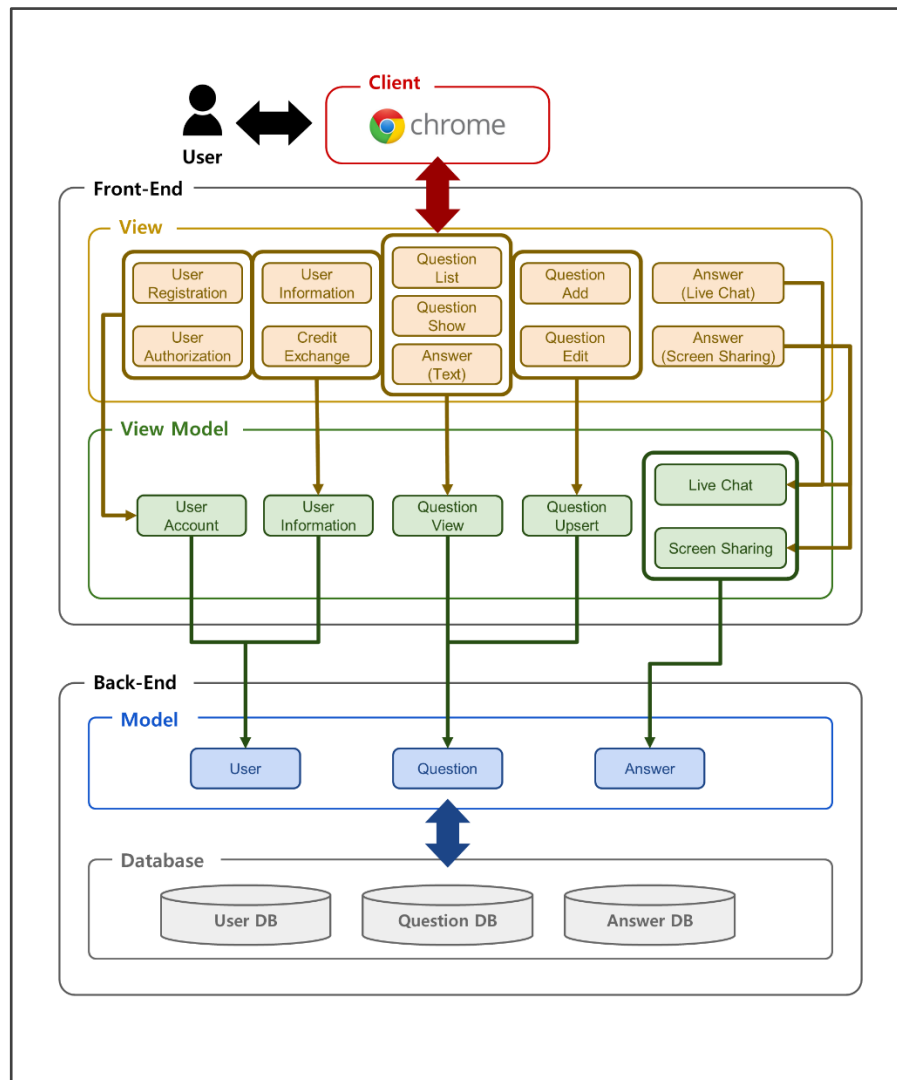 Client
chrome
User
Front-End
View
User
Registration
User
Authorization
User
Information
Credit
Exchange
Question
List
Question
Show
Answer
(Text)
Question
Add
Question
Edit
Answer
(Live Chat)
Answer
(Screen Sharing)
View Model
User
Account
User
Information
Question
View
Question
Upsert
Live Chat
Screen Sharing
Back-End
Model
User
Question
Answer
Database
User DB
Question DB
Answer DB